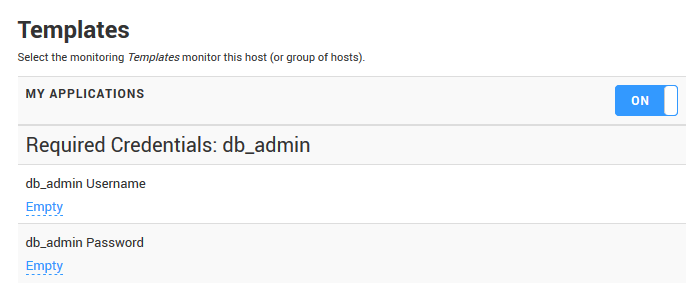 Templates
Select the monitoring Templates monitor this host (or group of hosts).
MY APPLICATIONS
ON
Required Credentials: db_admin
db_admin Username
Empty
db_admin Password
Empty